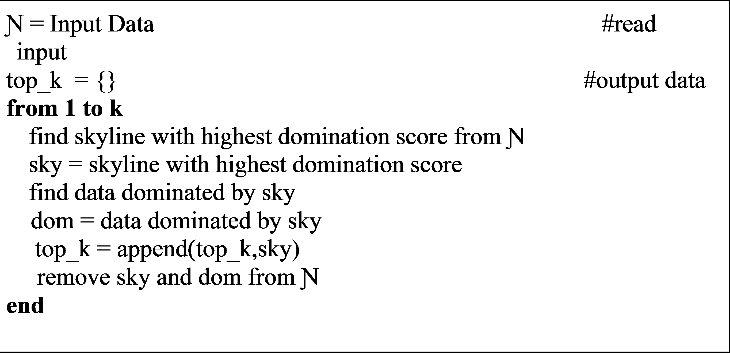 N = Input Data #read
input
top_k = {} #output data
from 1 to k
find skyline with highest domination score from N
sky = skyline with highest domination score
find data dominated by sky
dom = data dominated by sky
top_k = append(top_k,sky)
remove sky and dom from N
end